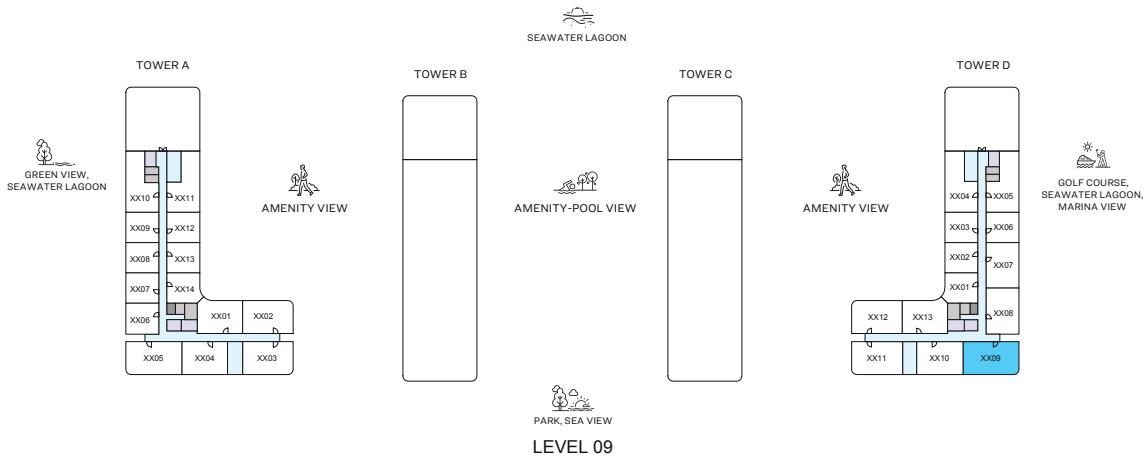 SEAWATER LAGOON
TOWER A
TOWER B
TOWER C
TOWER D
GREEN VIEW,
SEAWATER LAGOON
AMENITY VIEW
AMENITY-POOL VIEW
AMENITY VIEW
GOLF COURSE,
SEAWATER LAGOON,
MARINA VIEW
XX10 XX11
XX09 XX12
XX08 XX13
XX07 XX14
XX06
XX01 XX02
XX05 XX04 XX03
XX04 XX05
XX03 XX06
XX02
XX07
XX01
XX08
XX12 XX13
XX11 XX10 XX09
PARK, SEA VIEW
LEVEL 09